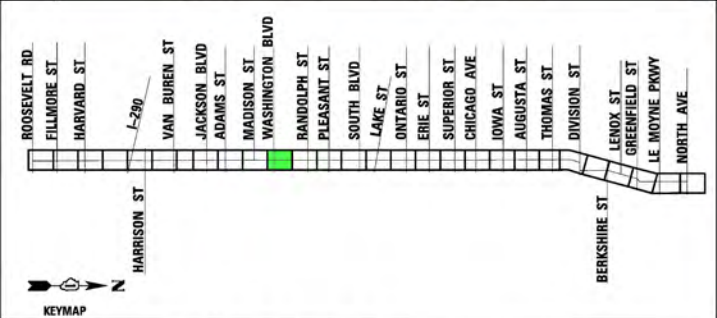 ROOSEVELT RD
FILLMORE ST
HARVARD ST
I-290
VAN BUREN ST
JACKSON BLVD
ADAMS ST
MADISON ST
WASHINGTON BLVD
RANDOLPH ST
PLEASANT ST
SOUTH BLVD
LAKE ST
ONTARIO ST
ERIE ST
SUPERIOR ST
CHICAGO AVE
IOWA ST
AUGUSTA ST
THOMAS ST
DIVISION ST
LENOX ST
GREENFIELD ST
LE MOYNE PKWY
NORTH AVE
HARRISON ST
BERKSHIRE ST
N
KEYMAP